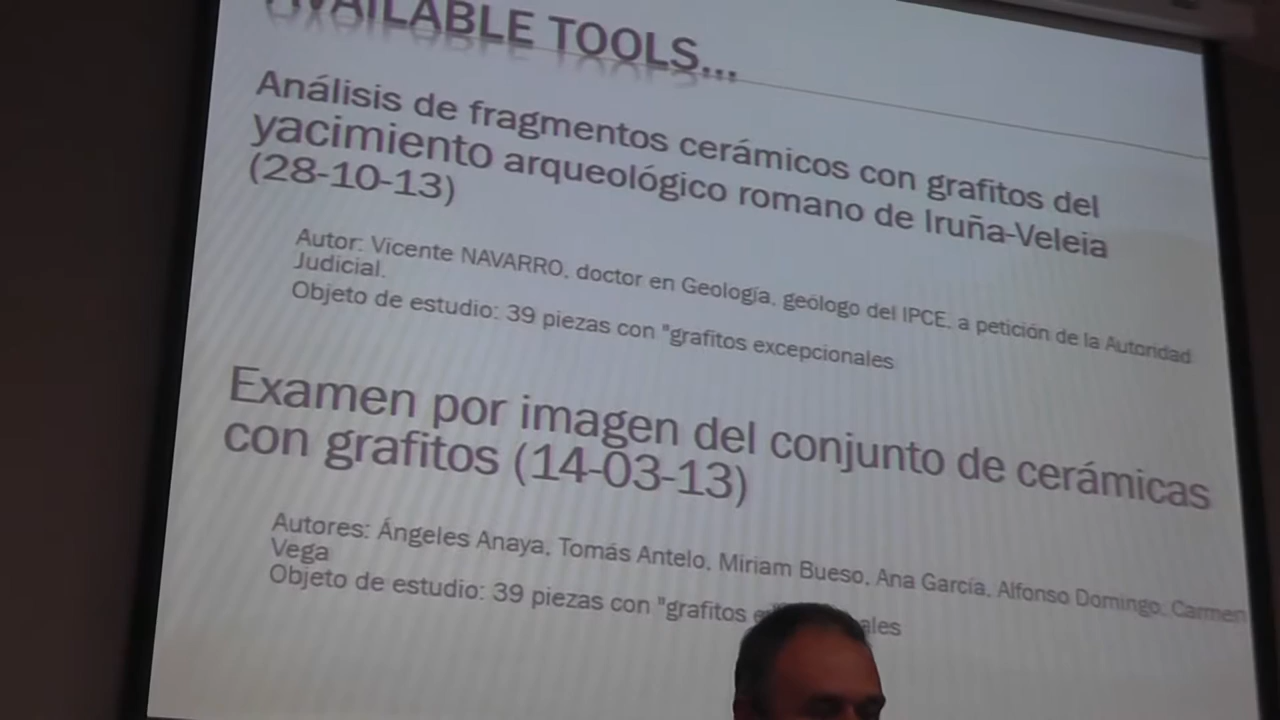 AVAILABLE TOOLS...
Análisis de fragmentos cerámicos con grafitos del
yacimiento arqueológico romano de Iruña-Veleia
(28-10-13)
Autor: Vicente NAVARRO, doctor en Geología, geólogo del IPCE, a petición de la Autoridad
Judicial.
Objeto de estudio: 39 piezas con "grafitos excepcionales
Examen por imagen del conjunto de cerámicas
con grafitos (14-03-13)
Autores: Ángeles Anaya, Tomás Antelo, Miriam Bueso, Ana García, Alfonso Domingo, Carmen
Vega
Objeto de estudio: 39 piezas con "grafitos